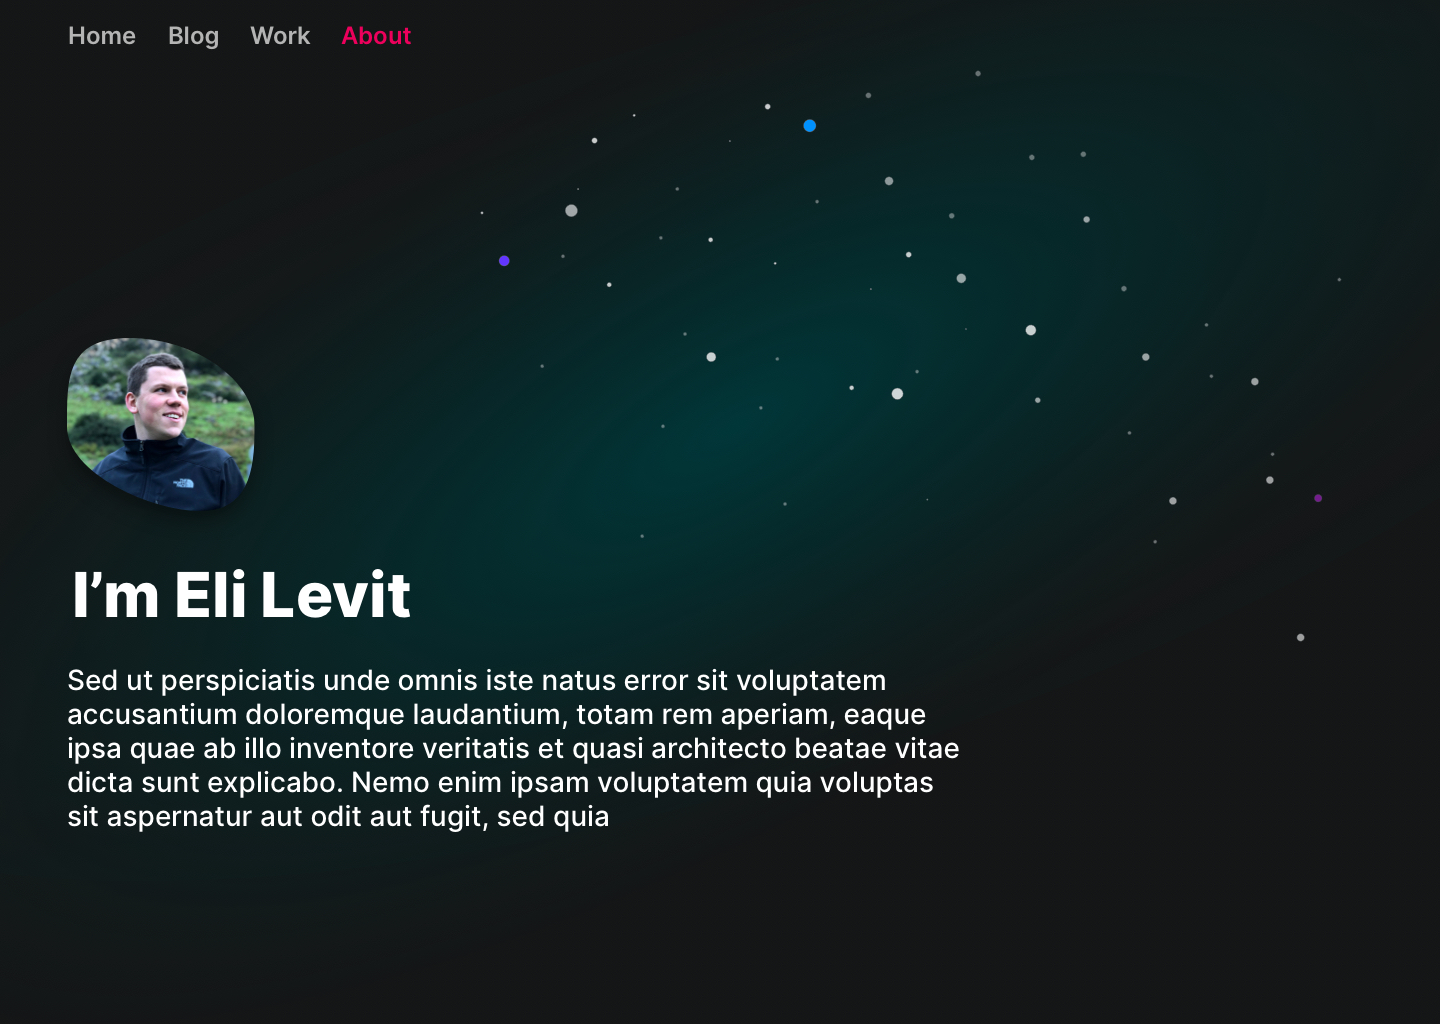 Home Blog Work About
I’m Eli Levit
Sed ut perspiciatis unde omnis iste natus error sit voluptatem
accusantium doloremque laudantium, totam rem aperiam, eaque
ipsa quae ab illo inventore veritatis et quasi architecto beatae vitae
dicta sunt explicabo. Nemo enim ipsam voluptatem quia voluptas
sit aspernatur aut odit aut fugit, sed quia